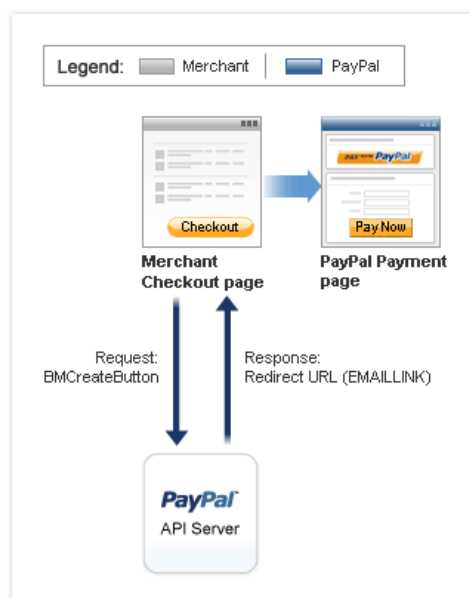 Legend: Merchant PayPal
Checkout
PayPal
Pay Now
Merchant
Checkout page
PayPal Payment
page
Request:
BMCreateButton
Response:
Redirect URL (EMAILLINK)
PayPal
API Server